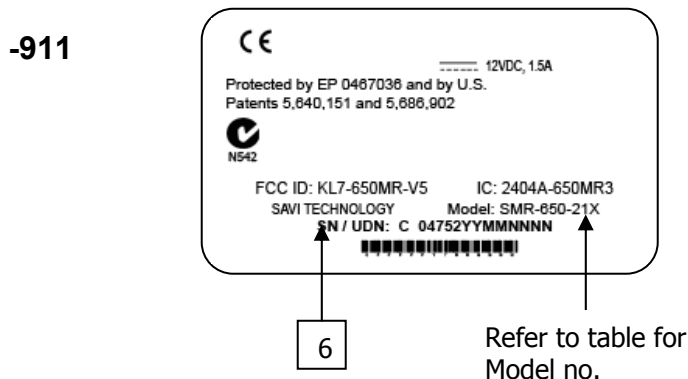 -911
CE
12VDC, 1.5A
Protected by EP 0467036 and by U.S.
Patents 5,640,151 and 5,686,902
N542
FCC ID: KL7-650MR-V5 IC: 2404A-650MR3
SAVI TECHNOLOGY Model: SMR-650-21X
SN / UDN: C 04752YYMMNNNN
6
Refer to table for
Model no.